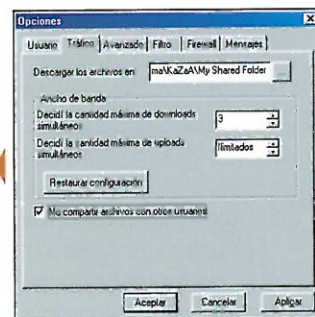 Opciones
Usuario Tráfico Avanzado Filtro Firewall Mensajes
Descargar los archivos en: ma\KaZaA\My Shared Folder ...
Ancho de banda
Decidí la cantidad máxima de downloads
simultáneos 3
Decidí la cantidad máxima de uploads
simultáneos Ilimitados
Restaurar configuración
No compartir archivos con otros usuarios
Aceptar Cancelar Apligar